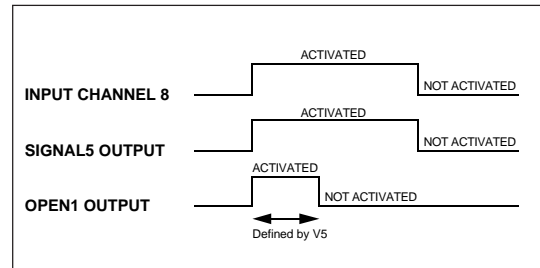 ACTIVATED
INPUT CHANNEL 8
NOT ACTIVATED
ACTIVATED
SIGNAL5 OUTPUT
NOT ACTIVATED
ACTIVATED
OPEN1 OUTPUT
NOT ACTIVATED
Defined by V5